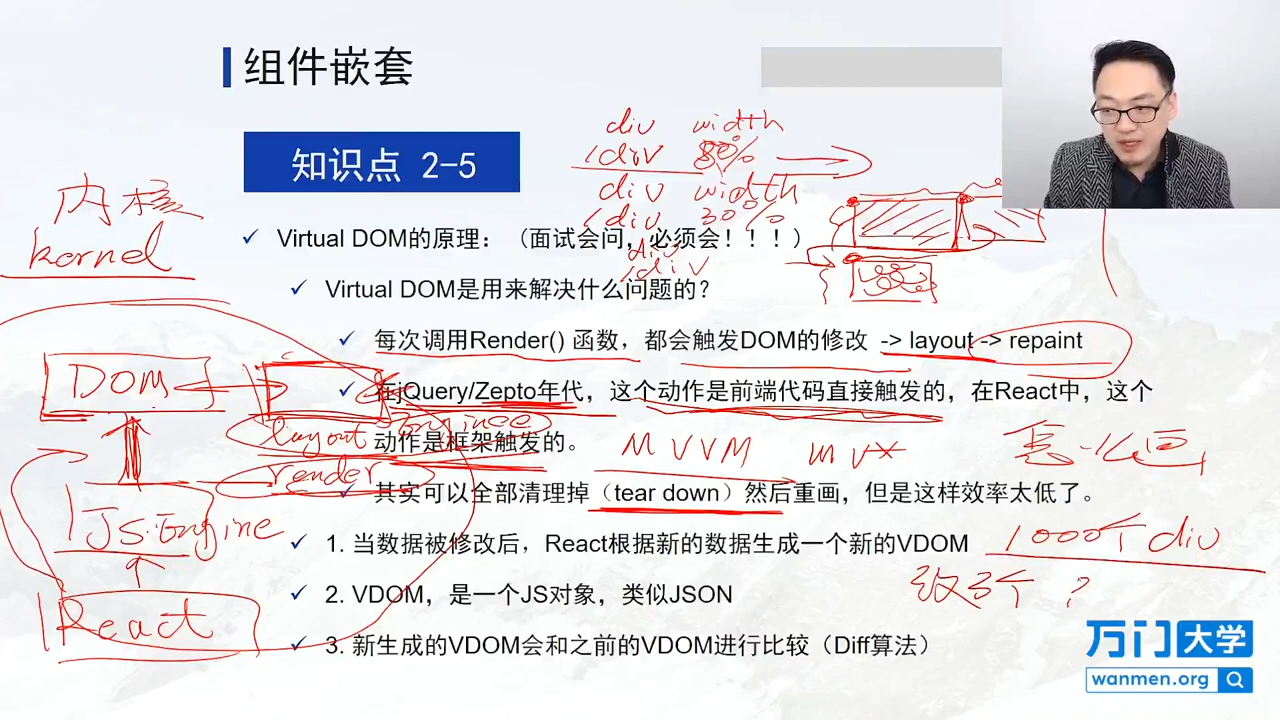 组件嵌套
知识点 2-5
div width
/div 80%
div width
/div 30%
div
/div
内核
kernel
Virtual DOM的原理：（面试会问，必须会！！！）
Virtual DOM是用来解决什么问题的？
每次调用Render() 函数，都会触发DOM的修改 -> layout -> repaint
在jQuery/Zepto年代，这个动作是前端代码直接触发的，在React中，这个
动作是框架触发的。
其实可以全部清理掉（tear down）然后重画，但是这样效率太低了。
1. 当数据被修改后，React根据新的数据生成一个新的VDOM
2. VDOM，是一个JS对象，类似JSON
3. 新生成的VDOM会和之前的VDOM进行比较（Diff算法）
DOM
layout
render
JS.Engine
React
MVVM
1000个 div
改3个 ?
万门大学
wanmen.org